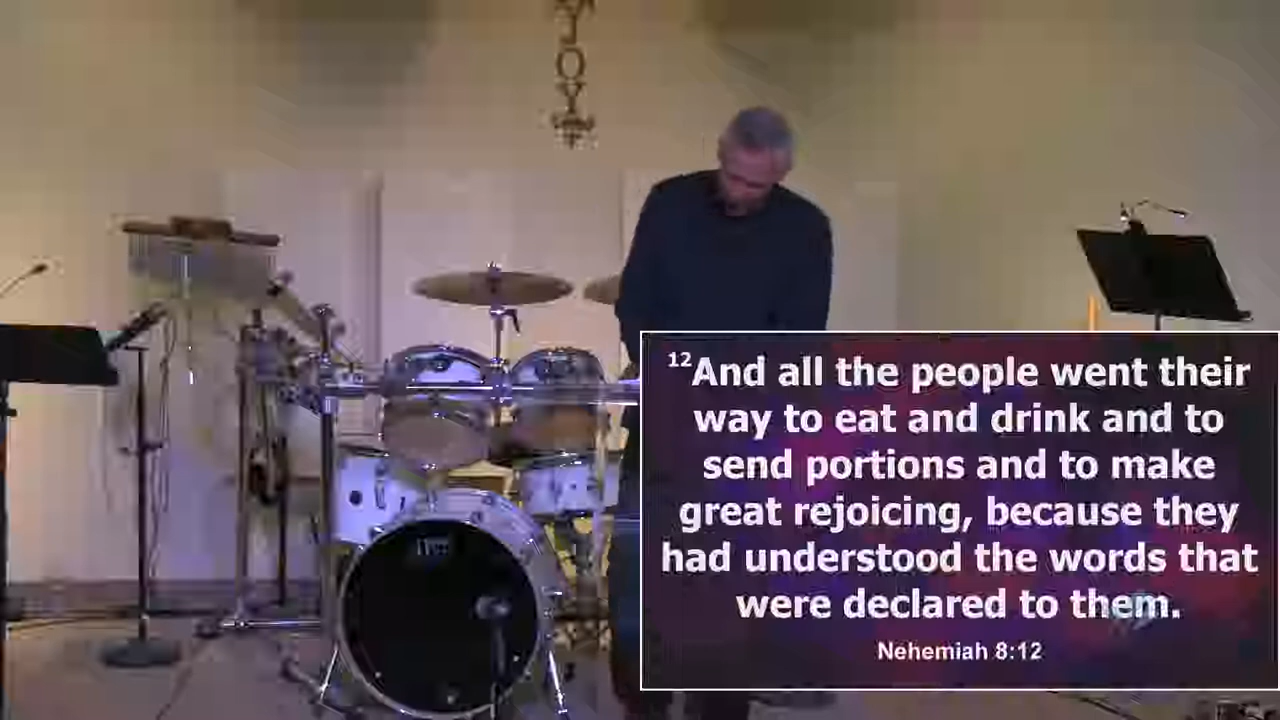 JOY
¹²And all the people went their
way to eat and drink and to
send portions and to make
great rejoicing, because they
had understood the words that
were declared to them.
Nehemiah 8:12